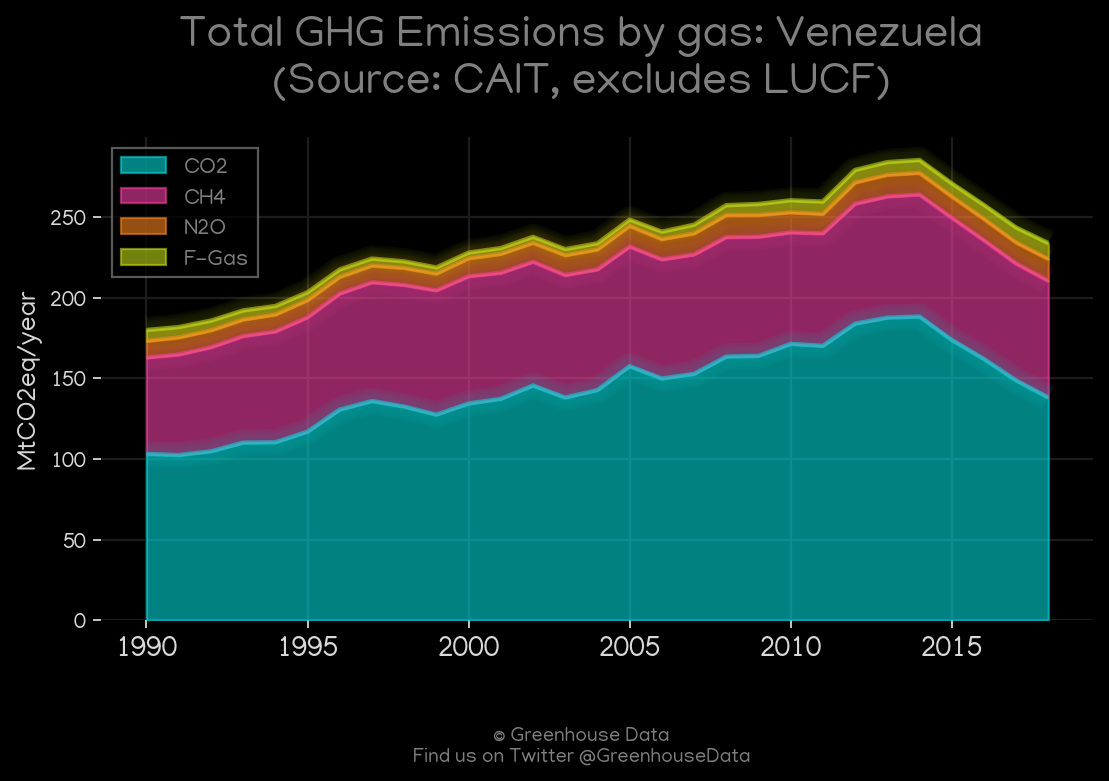 Total GHG Emissions by gas: Venezuela
(Source: CAIT, excludes LUCF)
CO2
CH4
N2O
F-Gas
MtCO2eq/year
250
200
150
100
50
0
1990 1995 2000 2005 2010 2015
© Greenhouse Data
Find us on Twitter @GreenhouseData